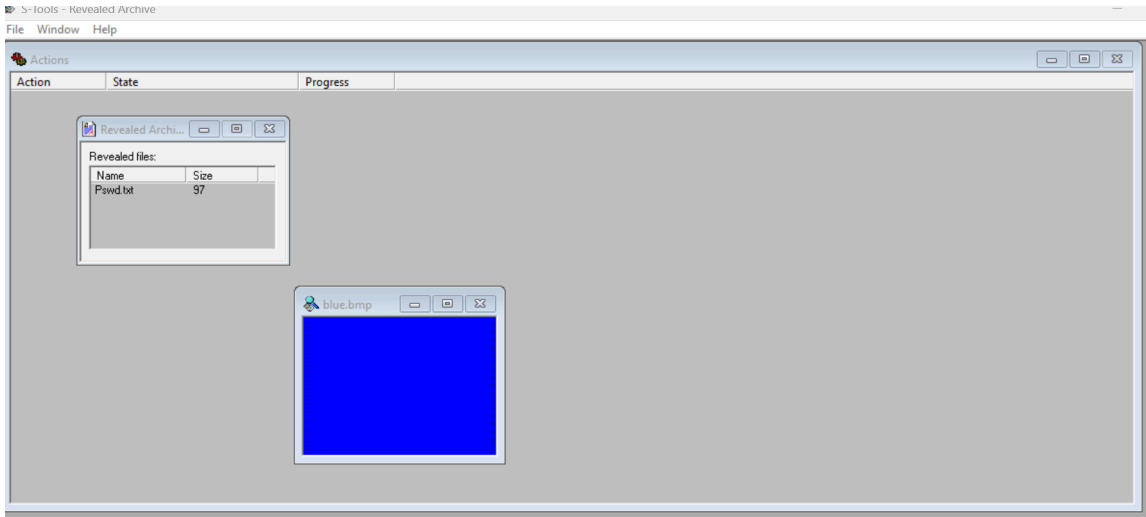 S-Tools - Revealed Archive
File Window Help
Actions
Action State Progress
Revealed Archi...
Revealed files:
Name Size
Pswd.txt 97
blue.bmp